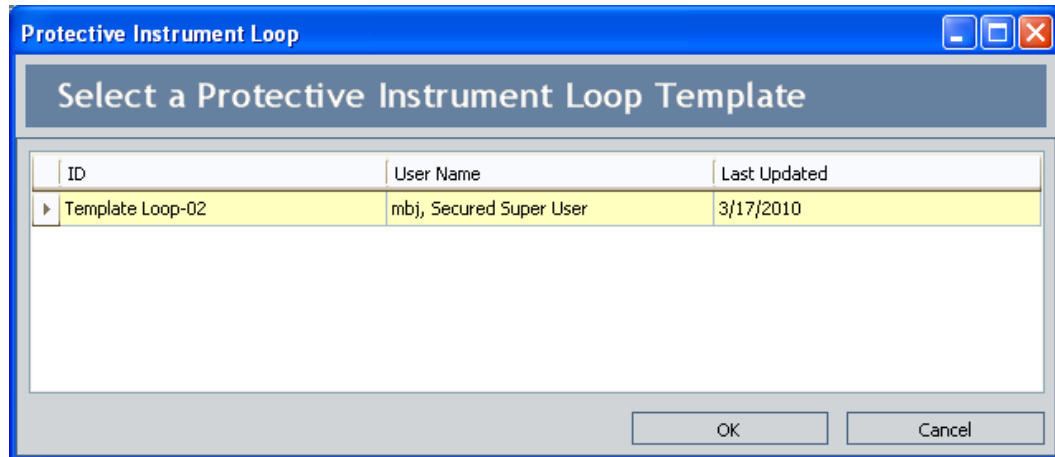 Protective Instrument Loop
Select a Protective Instrument Loop Template
ID User Name Last Updated
Template Loop-02 mbj, Secured Super User 3/17/2010
OK Cancel